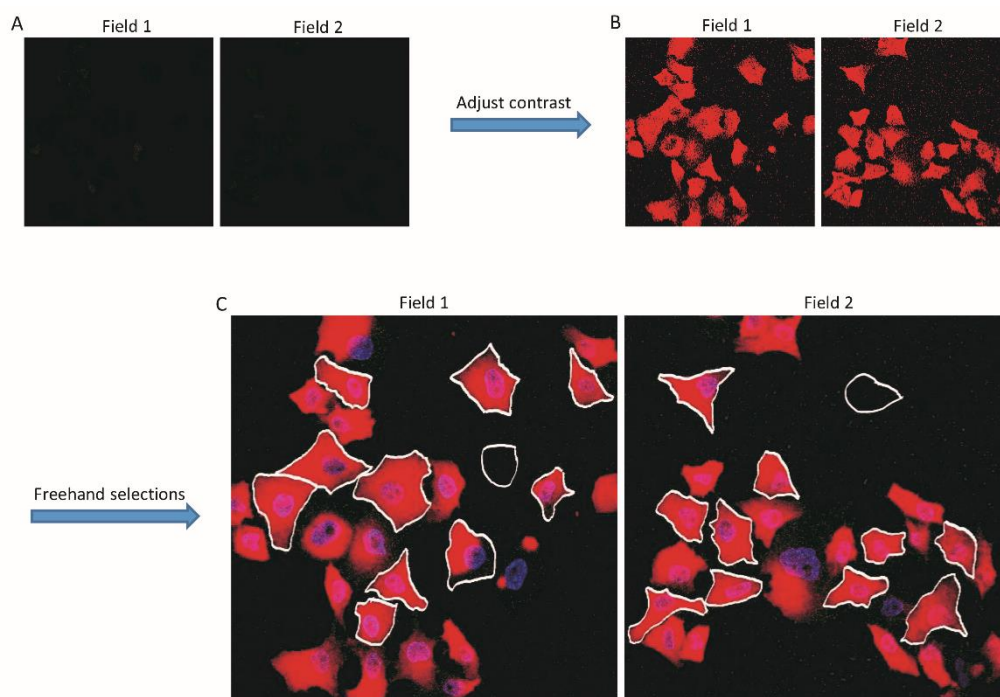 A
Field 1
Field 2
Adjust contrast
B
Field 1
Field 2
C
Field 1
Field 2
Freehand selections